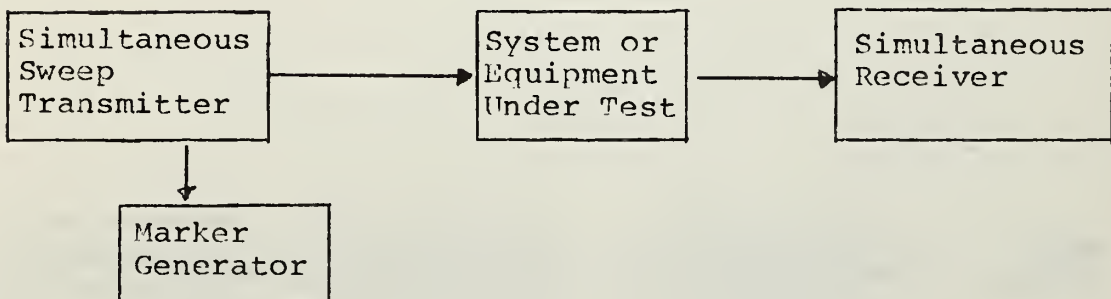 Simultaneous
Sweep
Transmitter
System or
Equipment
Under Test
Simultaneous
Receiver
Marker
Generator